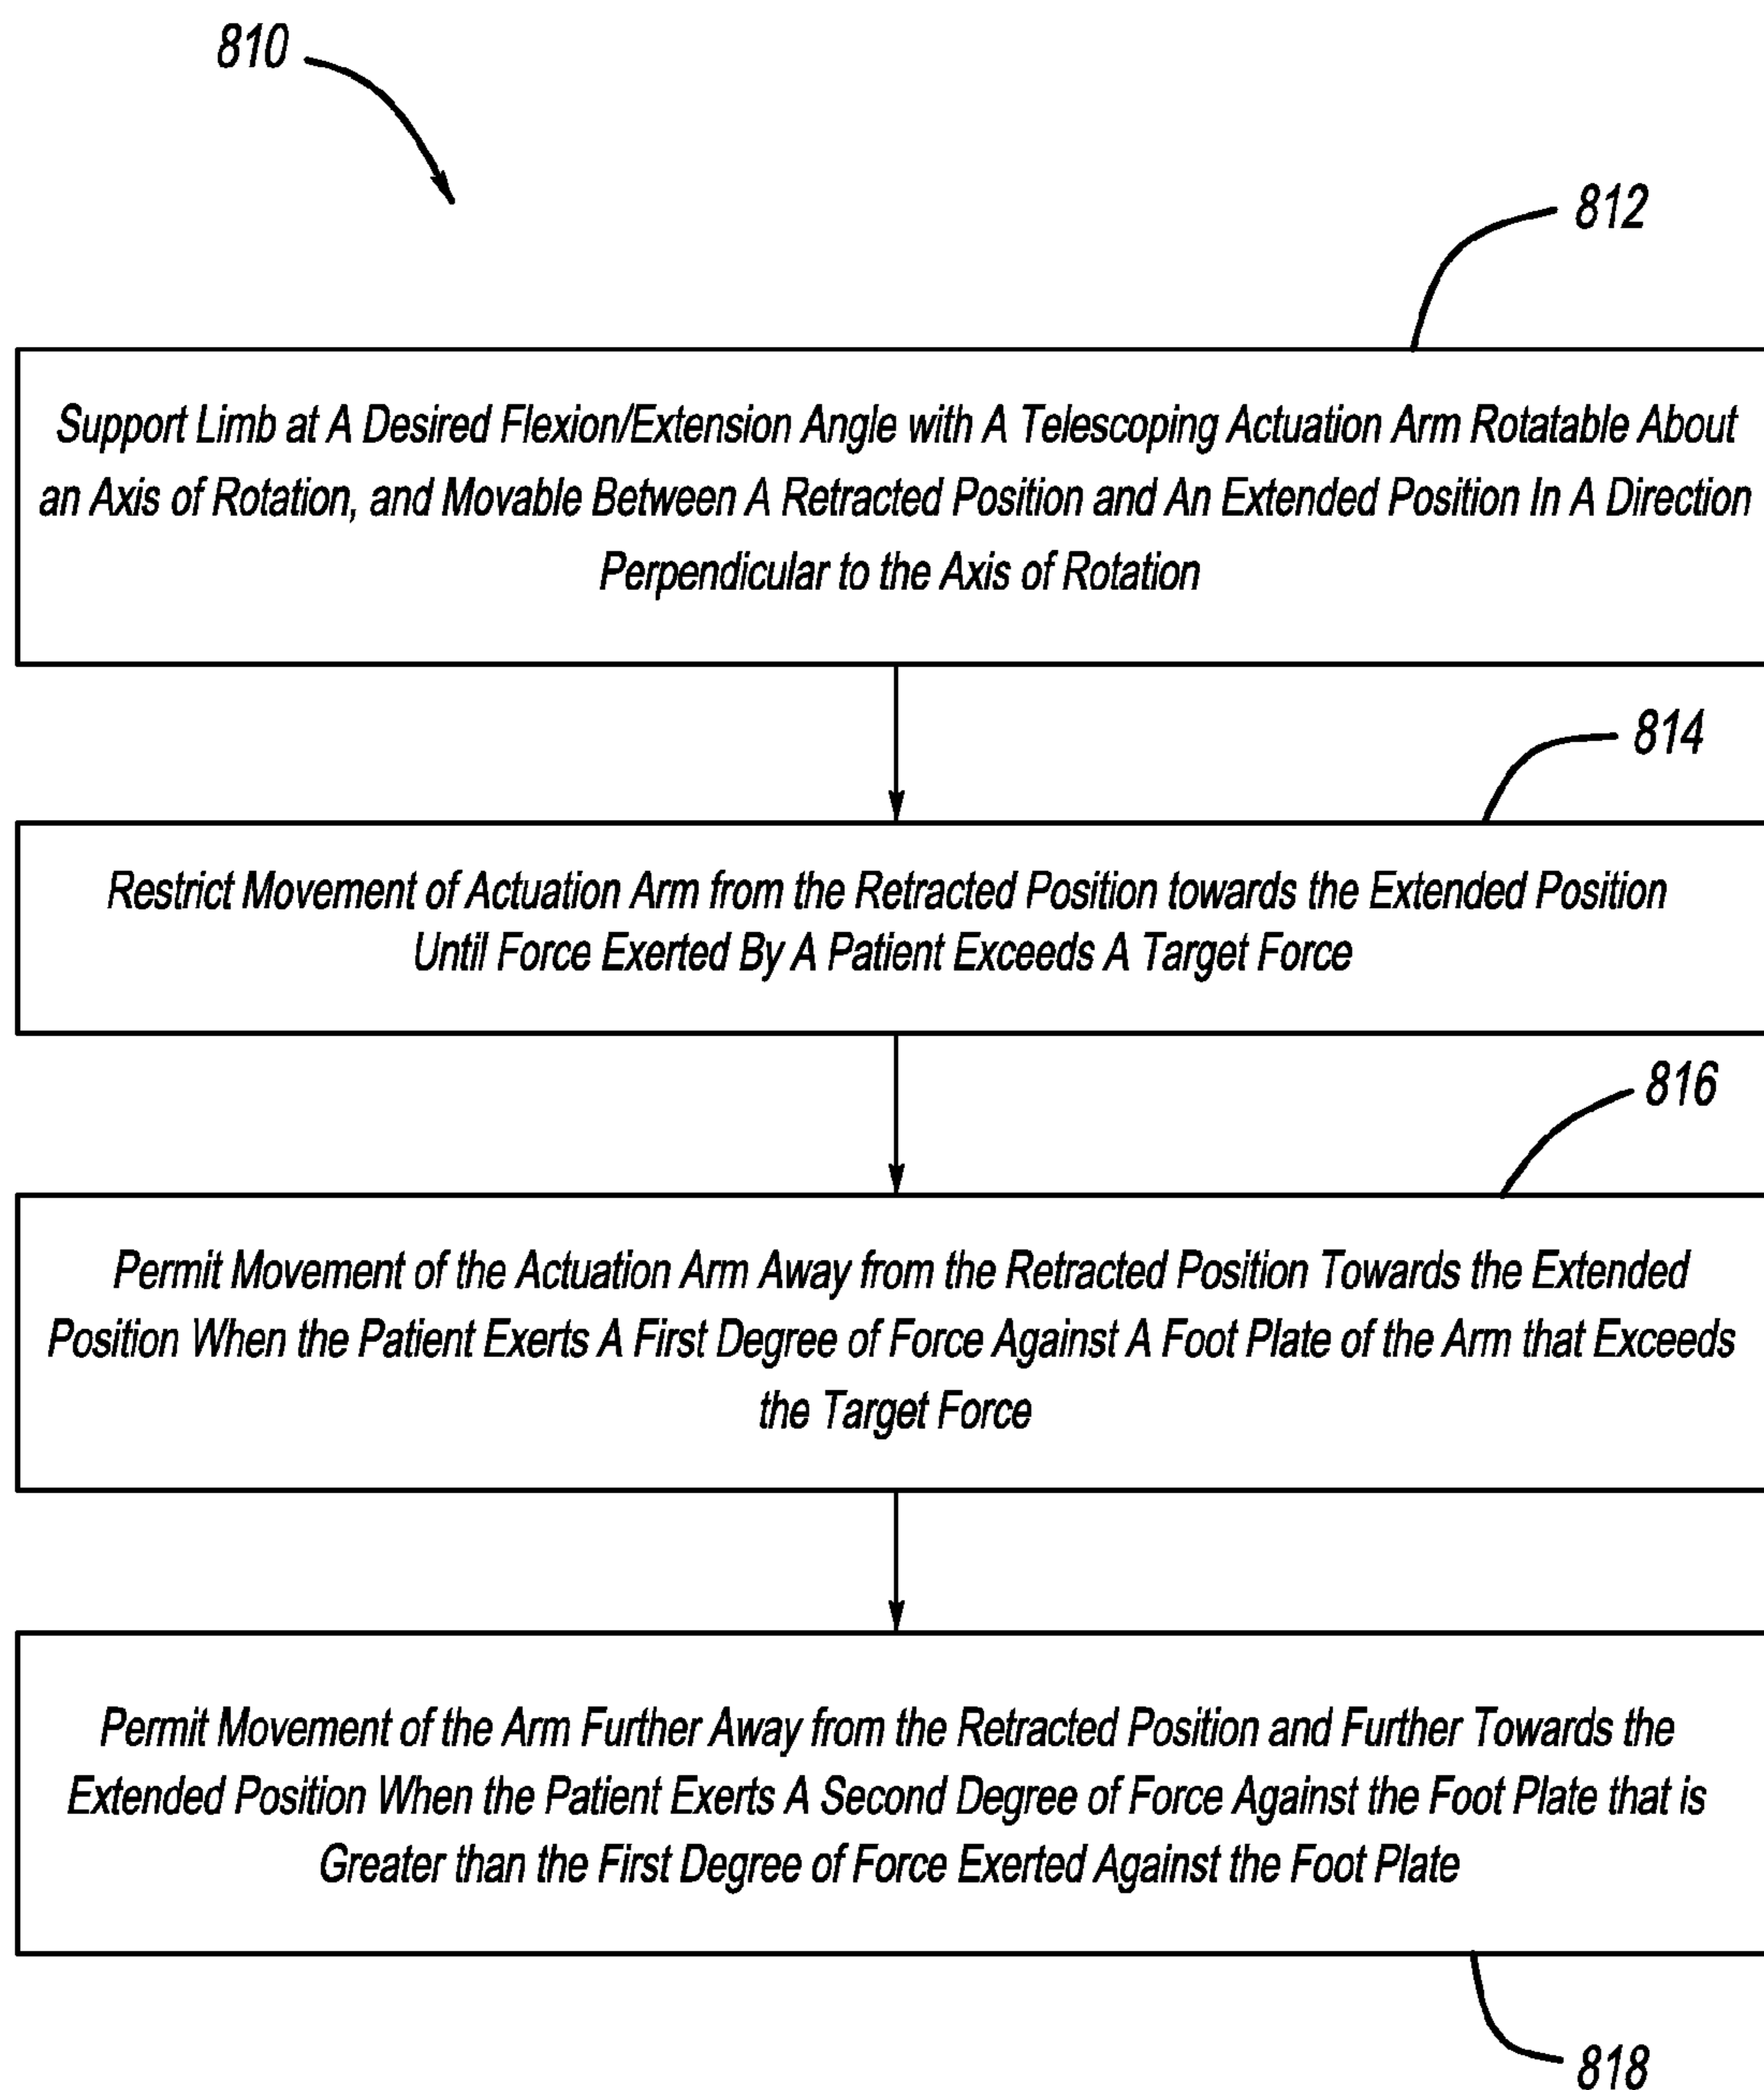 810
812
Support Limb at A Desired Flexion/Extension Angle with A Telescoping Actuation Arm Rotatable About
an Axis of Rotation, and Movable Between A Retracted Position and An Extended Position In A Direction
Perpendicular to the Axis of Rotation
814
Restrict Movement of Actuation Arm from the Retracted Position towards the Extended Position
Until Force Exerted By A Patient Exceeds A Target Force
816
Permit Movement of the Actuation Arm Away from the Retracted Position Towards the Extended
Position When the Patient Exerts A First Degree of Force Against A Foot Plate of the Arm that Exceeds
the Target Force
Permit Movement of the Arm Further Away from the Retracted Position and Further Towards the
Extended Position When the Patient Exerts A Second Degree of Force Against the Foot Plate that is
Greater than the First Degree of Force Exerted Against the Foot Plate
818